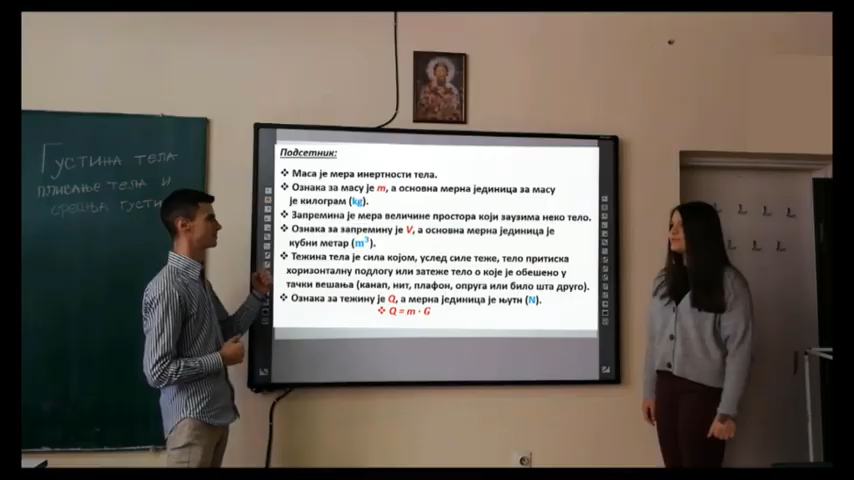 Густина тела
пливање тела и
Подсетник:
❖ Маса је мера инертности тела.
❖ Ознака за масу је m, а основна мерна јединица за масу
је килограм (kg).
❖ Запремина је мера величине простора који заузима неко тело.
❖ Ознака за запремину је V, а основна мерна јединица је
кубни метар (m³).
❖ Тежина тела је сила којом, услед силе теже, тело притиска
хоризонталну подлогу или затеже тело о које је обешено у
тачки вешања (канап, нит, плафон, опруга или било шта друго).
❖ Ознака за тежину је Q, а мерна јединица је њутн (N).
❖ Q = m · G